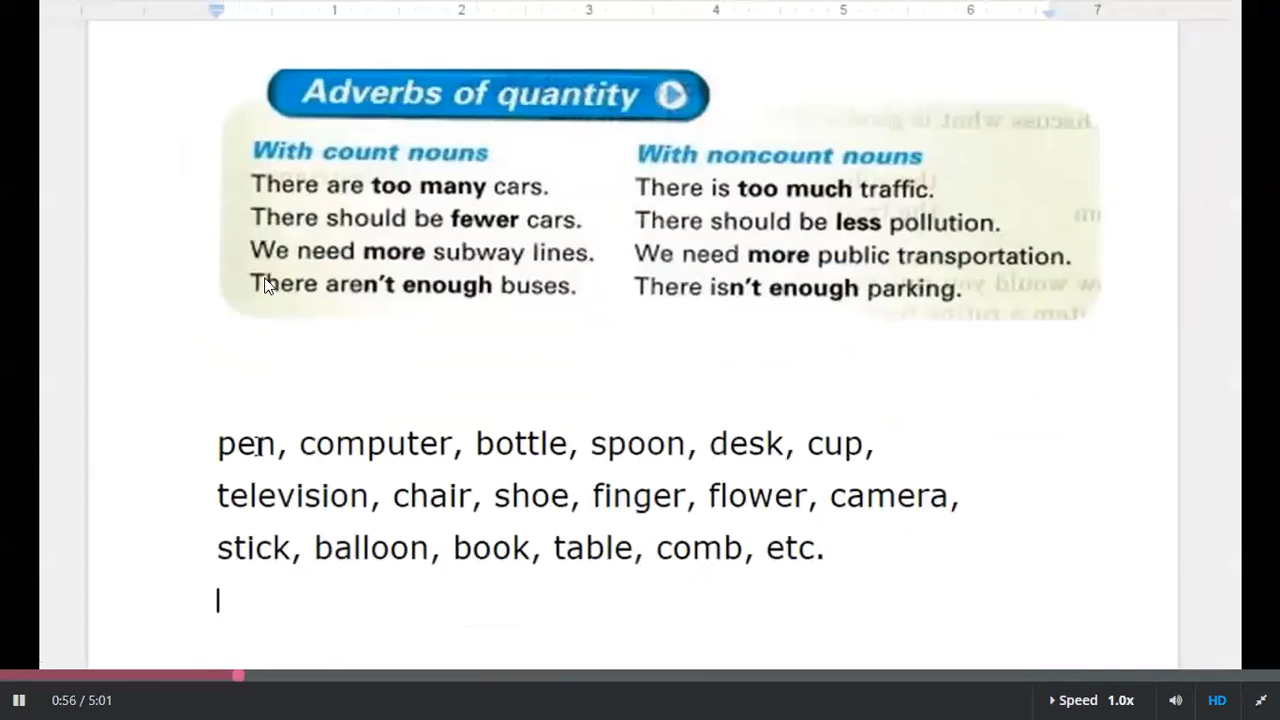 1 2 3 4 5 6 7
Adverbs of quantity
With count nouns
There are too many cars.
There should be fewer cars.
We need more subway lines.
There aren't enough buses.
With noncount nouns
There is too much traffic.
There should be less pollution.
We need more public transportation.
There isn't enough parking.
pen, computer, bottle, spoon, desk, cup,
television, chair, shoe, finger, flower, camera,
stick, balloon, book, table, comb, etc.
0:56 / 5:01
Speed 1.0x
HD